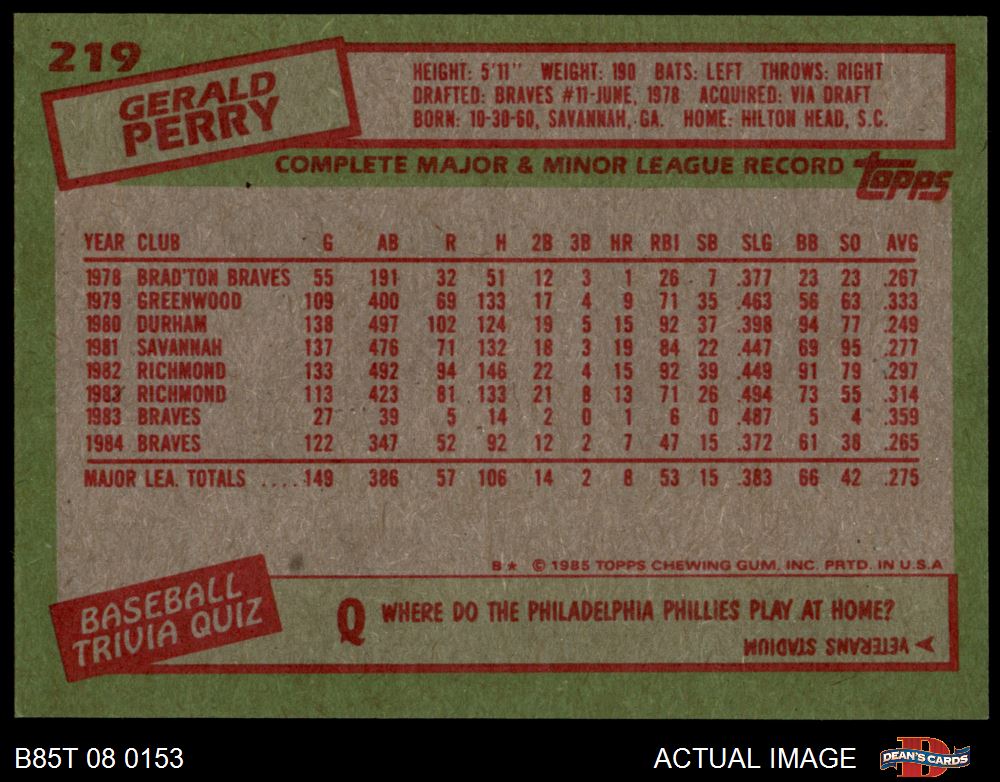 219
GERALD
PERRY
HEIGHT: 5'11" WEIGHT: 190 BATS: LEFT THROWS: RIGHT
DRAFTED: BRAVES #11-JUNE, 1978 ACQUIRED: VIA DRAFT
BORN: 10-30-60, SAVANNAH, GA. HOME: HILTON HEAD, S.C.
COMPLETE MAJOR & MINOR LEAGUE RECORD topps
YEAR CLUB G AB R H 2B 3B HR RBI SB SLG BB SO AVG
1978 BRAD'TON BRAVES 55 191 32 51 12 3 1 26 7 .377 23 23 .267
1979 GREENWOOD 109 400 69 133 17 4 9 71 35 .463 56 63 .333
1980 DURHAM 138 497 102 124 19 5 15 92 37 .398 94 77 .249
1981 SAVANNAH 137 476 71 132 18 3 19 84 22 .447 69 95 .277
1982 RICHMOND 133 492 94 146 22 4 15 92 39 .449 91 79 .297
1983 RICHMOND 113 423 81 133 21 8 13 71 26 .494 73 55 .314
1983 BRAVES 27 39 5 14 2 0 1 6 0 .487 5 4 .359
1984 BRAVES 122 347 52 92 12 2 7 47 15 .372 61 38 .265
MAJOR LEA. TOTALS ....149 386 57 106 14 2 8 53 15 .383 66 42 .275
B* © 1985 TOPPS CHEWING GUM, INC. PRTD. IN U.S.A
BASEBALL
TRIVIA QUIZ
Q WHERE DO THE PHILADELPHIA PHILLIES PLAY AT HOME?
VETERANS STADIUM
B85T 08 0153 ACTUAL IMAGE DEAN'S CARDS